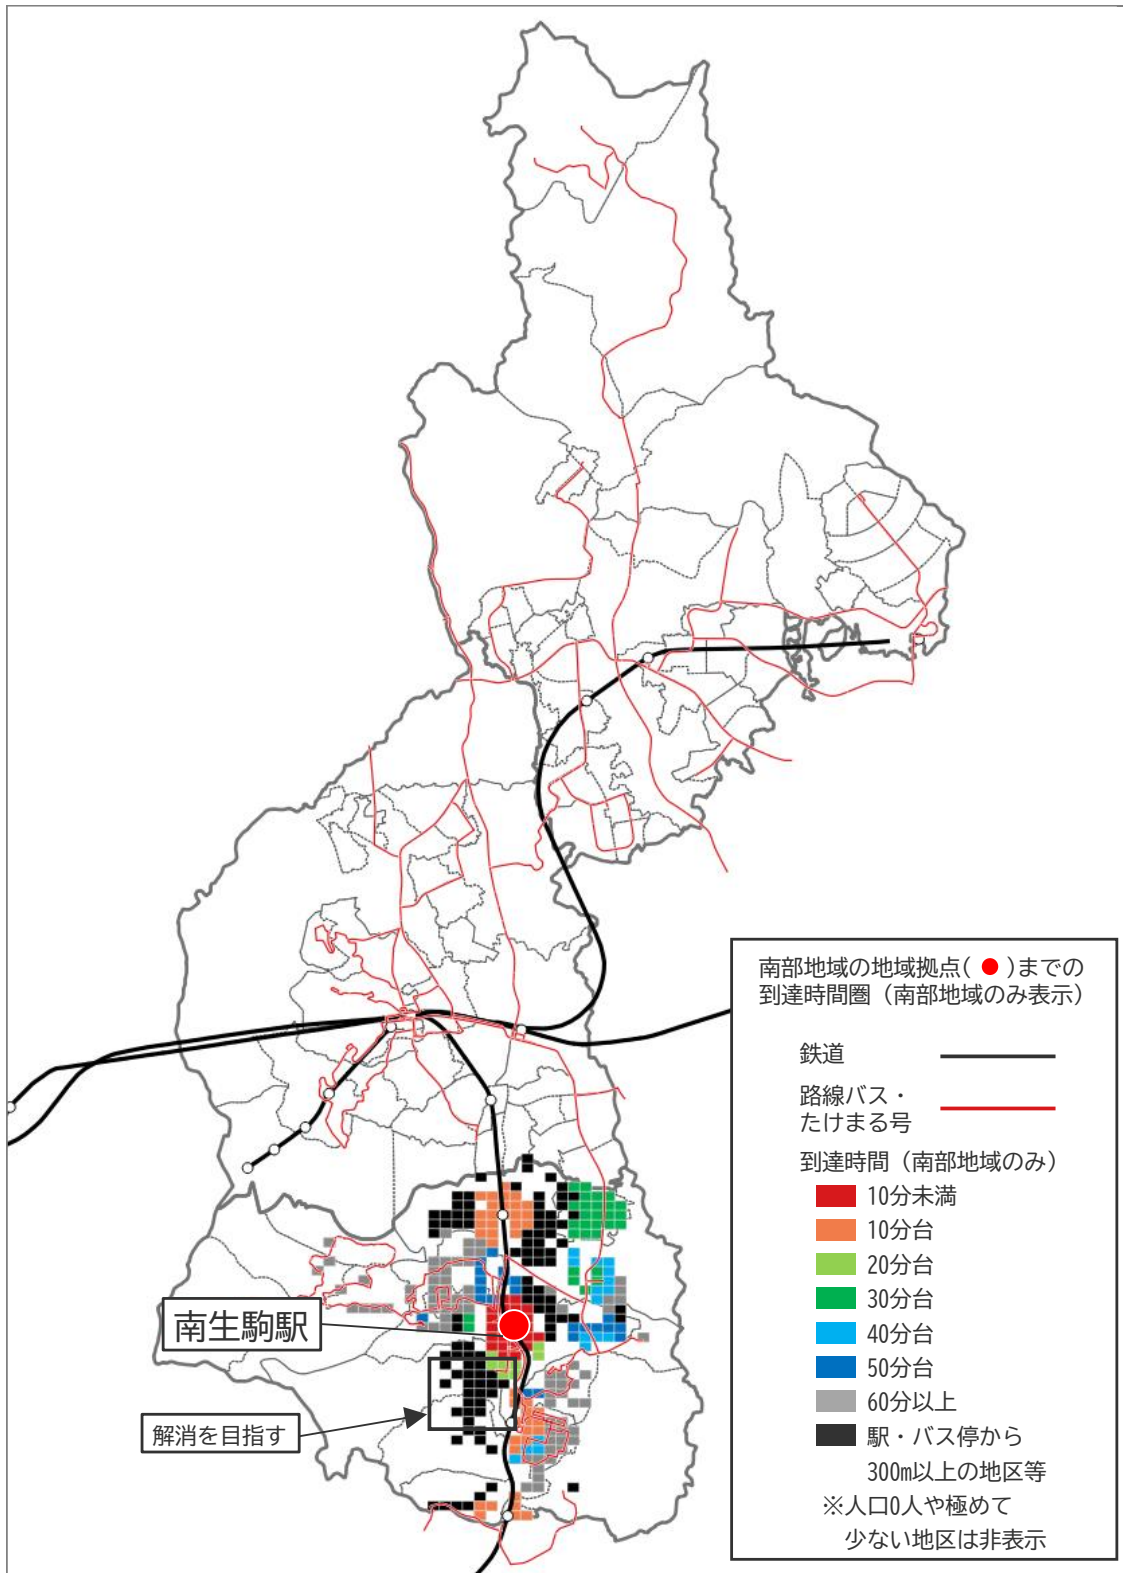 南部地域の地域拠点( ● )までの
到達時間圏（南部地域のみ表示）
鉄道
路線バス・
たけまる号
到達時間（南部地域のみ）
10分未満
10分台
20分台
30分台
40分台
50分台
60分以上
駅・バス停から
300m以上の地区等
※人口0人や極めて
少ない地区は非表示
南生駒駅
解消を目指す